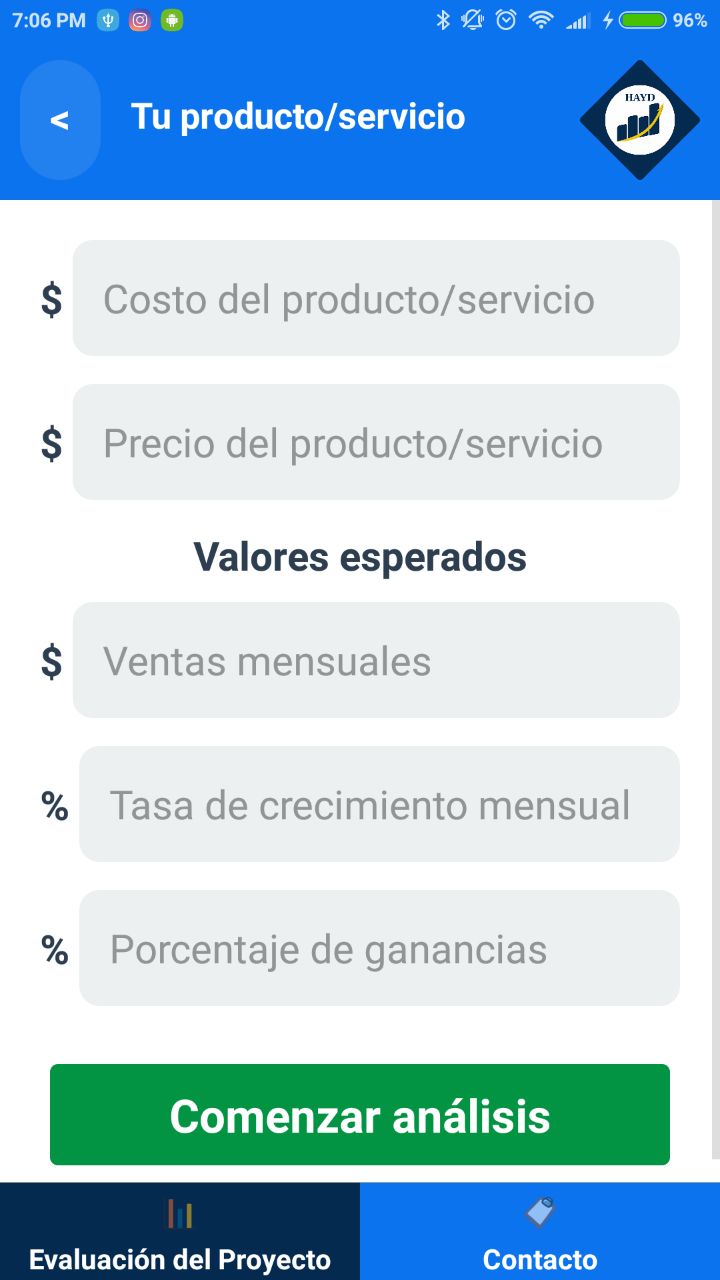 7:06 PM 96%
< Tu producto/servicio HAYD
$ Costo del producto/servicio
$ Precio del producto/servicio
Valores esperados
$ Ventas mensuales
% Tasa de crecimiento mensual
% Porcentaje de ganancias
Comenzar análisis
Evaluación del Proyecto Contacto